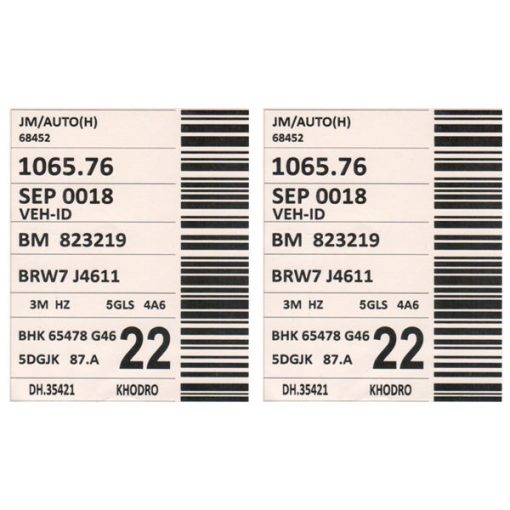 JM/AUTO(H)
68452
1065.76
SEP 0018
VEH-ID
BM 823219
BRW7 J4611
3M HZ 5GLS 4A6
BHK 65478 G46
22
5DGJK 87.A
DH.35421 KHODRO
JM/AUTO(H)
68452
1065.76
SEP 0018
VEH-ID
BM 823219
BRW7 J4611
3M HZ 5GLS 4A6
BHK 65478 G46
22
5DGJK 87.A
DH.35421 KHODRO